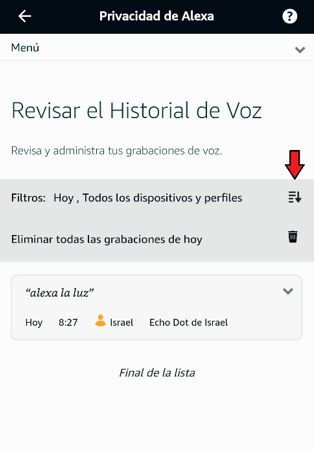 Privacidad de Alexa
?
Menú
Revisar el Historial de Voz
Revisa y administra tus grabaciones de voz.
Filtros: Hoy , Todos los dispositivos y perfiles
Eliminar todas las grabaciones de hoy
“alexa la luz”
Hoy 8:27 Israel Echo Dot de Israel
Final de la lista